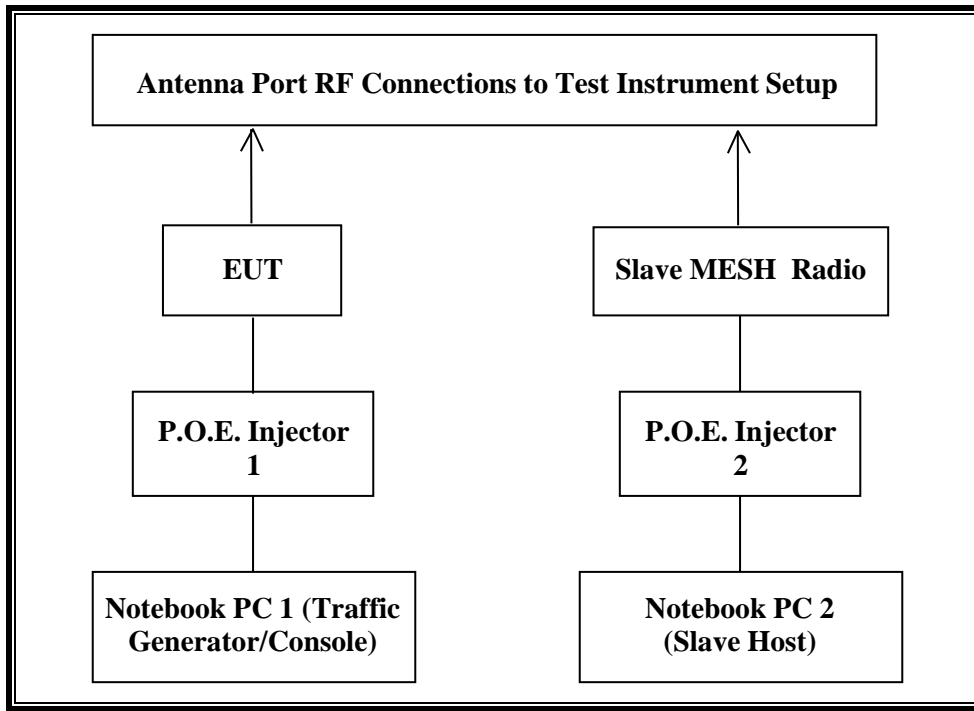 Antenna Port RF Connections to Test Instrument Setup
EUT
Slave MESH Radio
P.O.E. Injector
1
P.O.E. Injector
2
Notebook PC 1 (Traffic
Generator/Console)
Notebook PC 2
(Slave Host)